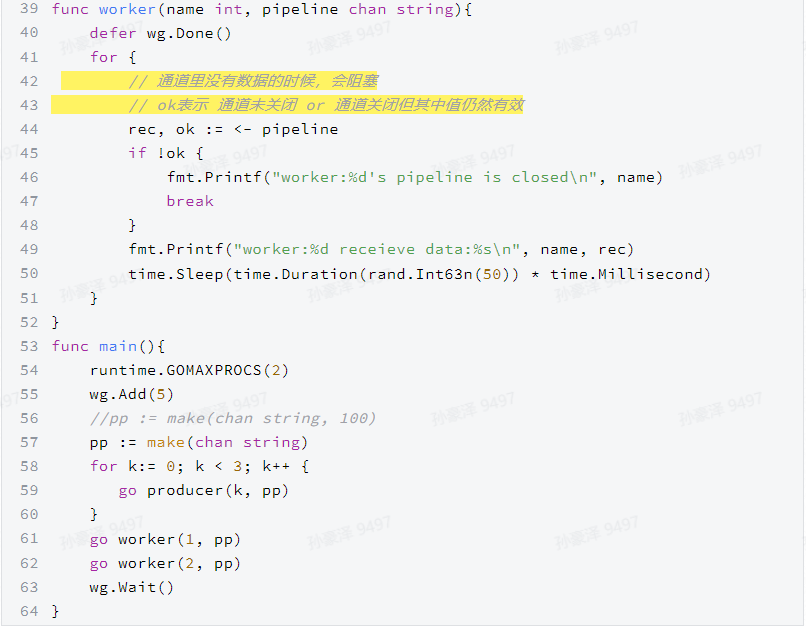 39 func worker(name int, pipeline chan string){
40     defer wg.Done()
41     for {
42         // 通道里没有数据的时候，会阻塞
43         // ok表示 通道未关闭 or 通道关闭但其中值仍然有效
44         rec, ok := <- pipeline
45         if !ok {
46             fmt.Printf("worker:%d's pipeline is closed\n", name)
47             break
48         }
49         fmt.Printf("worker:%d receieve data:%s\n", name, rec)
50         time.Sleep(time.Duration(rand.Int63n(50)) * time.Millisecond)
51     }
52 }
53 func main(){
54     runtime.GOMAXPROCS(2)
55     wg.Add(5)
56     //pp := make(chan string, 100)
57     pp := make(chan string)
58     for k:= 0; k < 3; k++ {
59        go producer(k, pp)
60     }
61     go worker(1, pp)
62     go worker(2, pp)
63     wg.Wait()
64 }
孙豪泽 9497